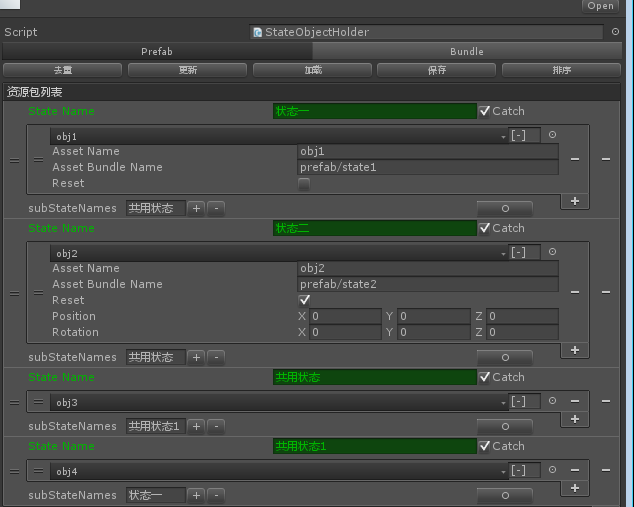 Open
Script StateObjectHolder
Prefab Bundle
去重 更新 加载 保存 排序
资源包列表
State Name 状态一 Catch
obj1 [-]
Asset Name obj1
Asset Bundle Name prefab/state1
Reset
subStateNames 共用状态 + - O
State Name 状态二 Catch
obj2 [-]
Asset Name obj2
Asset Bundle Name prefab/state2
Reset
Position X 0 Y 0 Z 0
Rotation X 0 Y 0 Z 0
subStateNames 共用状态 + - O
State Name 共用状态 Catch
obj3 [-]
subStateNames 共用状态1 + - O
State Name 共用状态1 Catch
obj4 [-]
subStateNames 状态一 + - O